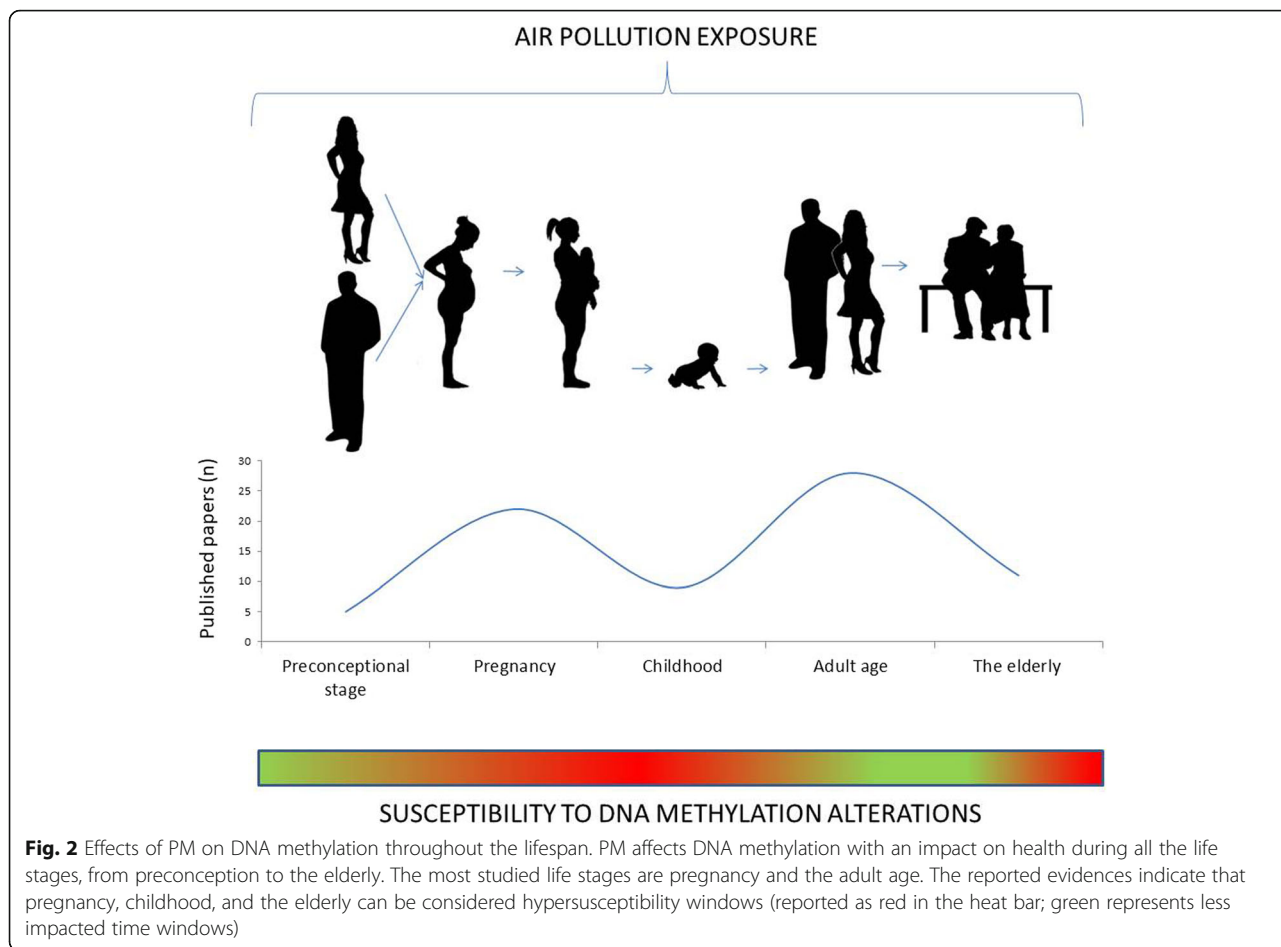 AIR POLLUTION EXPOSURE
Published papers (n)
30
25
20
15
10
5
0
Preconceptional
stage
Pregnancy
Childhood
Adult age
The elderly
SUSCEPTIBILITY TO DNA METHYLATION ALTERATIONS
Fig. 2 Effects of PM on DNA methylation throughout the lifespan. PM affects DNA methylation with an impact on health during all the life
stages, from preconception to the elderly. The most studied life stages are pregnancy and the adult age. The reported evidences indicate that
pregnancy, childhood, and the elderly can be considered hypersusceptibility windows (reported as red in the heat bar; green represents less
impacted time windows)